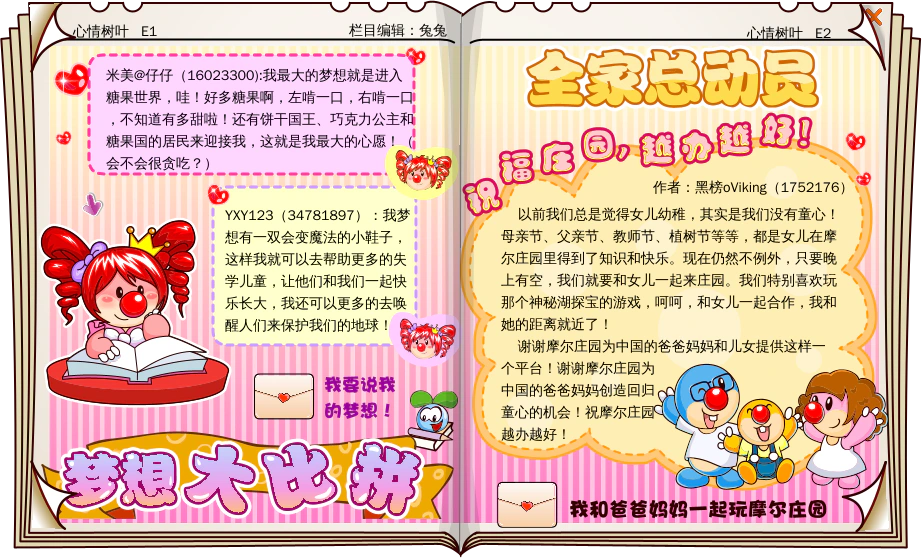 心情树叶 E1
栏目编辑：兔兔
米美@仔仔（16023300):我最大的梦想就是进入
糖果世界，哇！好多糖果啊，左啃一口，右啃一口
，不知道有多甜啦！还有饼干国王、巧克力公主和
糖果国的居民来迎接我，这就是我最大的心愿！（
会不会很贪吃？）
YXY123（34781897）：我梦
想有一双会变魔法的小鞋子，
这样我就可以去帮助更多的失
学儿童，让他们和我们一起快
乐长大，我还可以更多的去唤
醒人们来保护我们的地球！
我要说我
的梦想！
梦想大比拼
心情树叶 E2
全家总动员
祝福庄园，越办越好！
作者：黑榜oViking（1752176）
以前我们总是觉得女儿幼稚，其实是我们没有童心！
母亲节、父亲节、教师节、植树节等等，都是女儿在摩
尔庄园里得到了知识和快乐。现在仍然不例外，只要晚
上有空，我们就要和女儿一起来庄园。我们特别喜欢玩
那个神秘湖探宝的游戏，呵呵，和女儿一起合作，我和
她的距离就近了！
谢谢摩尔庄园为中国的爸爸妈妈和儿女提供这样一
个平台！谢谢摩尔庄园为
中国的爸爸妈妈创造回归
童心的机会！祝摩尔庄园
越办越好！
我和爸爸妈妈一起玩摩尔庄园